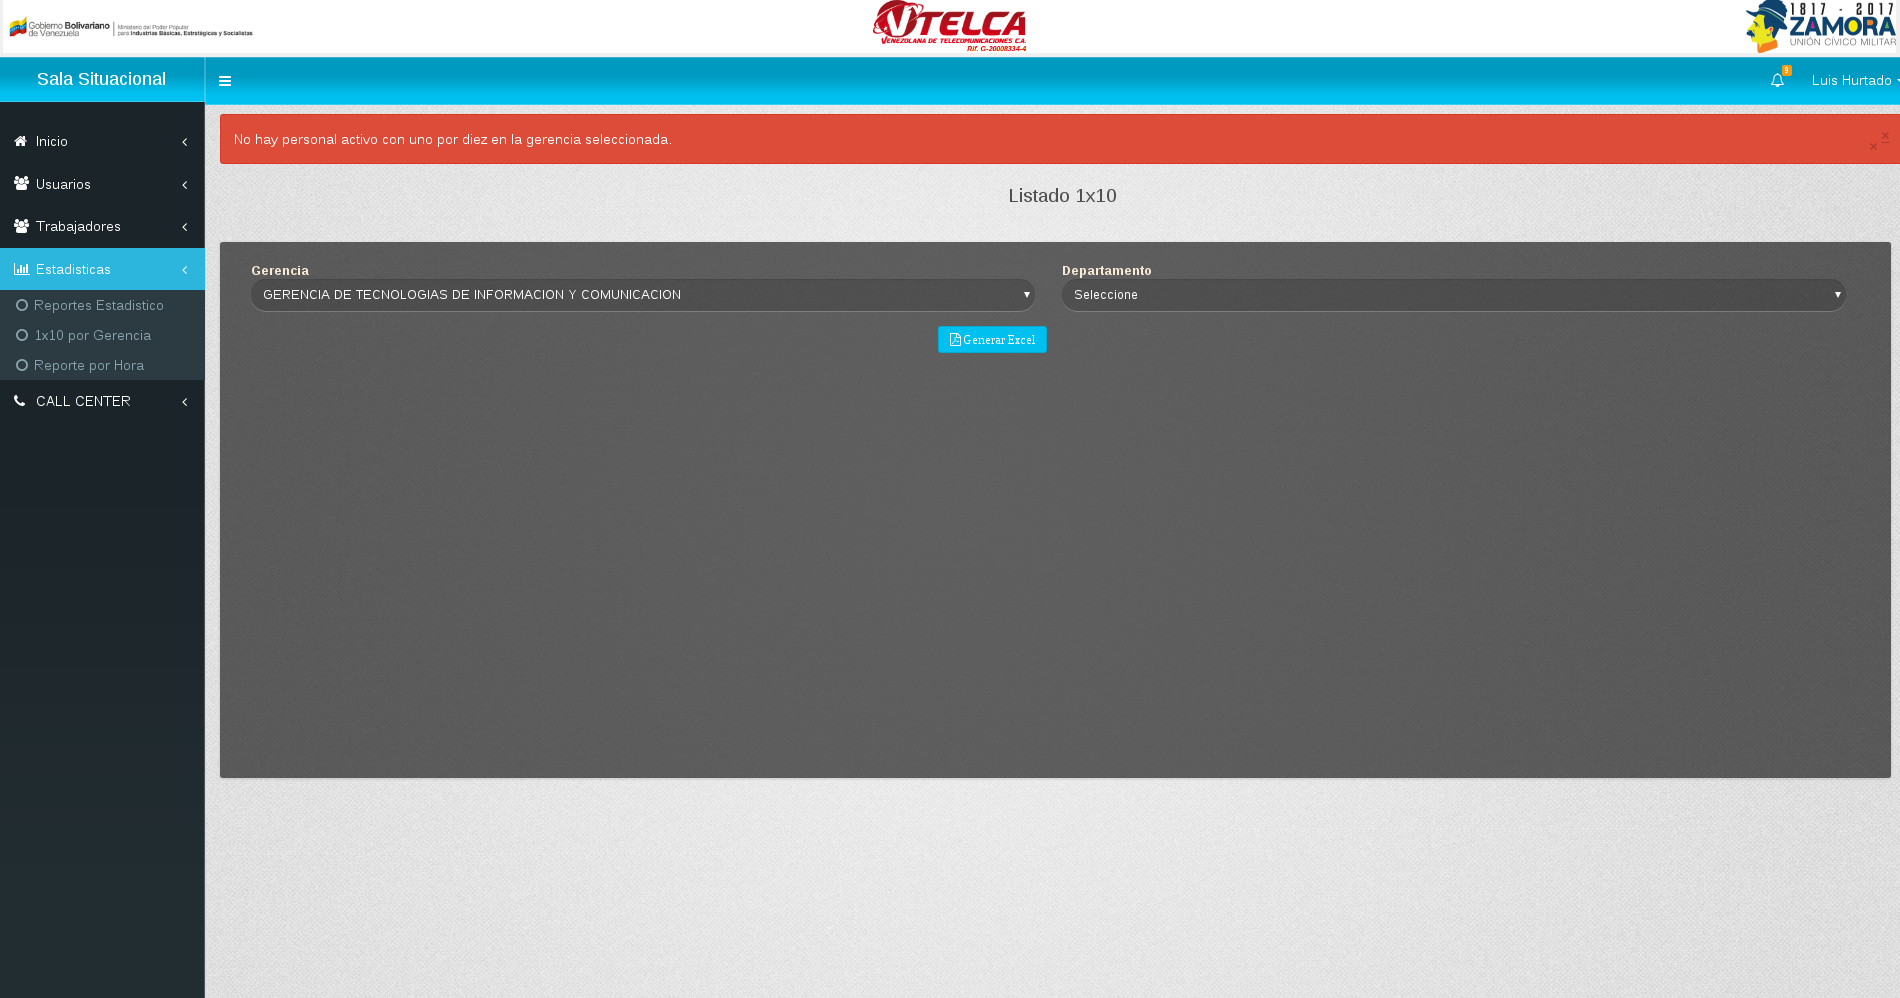 Gobierno Bolivariano
de Venezuela
Ministerio del Poder Popular
para Industrias Básicas, Estratégicas y Socialistas
VTELCA
VENEZOLANA DE TELECOMUNICACIONES C.A.
Rif. G-20008334-4
1817 - 2017
ZAMORA
UNIÓN CÍVICO MILITAR
Sala Situacional
9
Luis Hurtado
Inicio
Usuarios
Trabajadores
Estadisticas
Reportes Estadistico
1x10 por Gerencia
Reporte por Hora
CALL CENTER
No hay personal activo con uno por diez en la gerencia seleccionada.
×
×
Listado 1x10
Gerencia
GERENCIA DE TECNOLOGIAS DE INFORMACION Y COMUNICACION
Departamento
Seleccione
Generar Excel